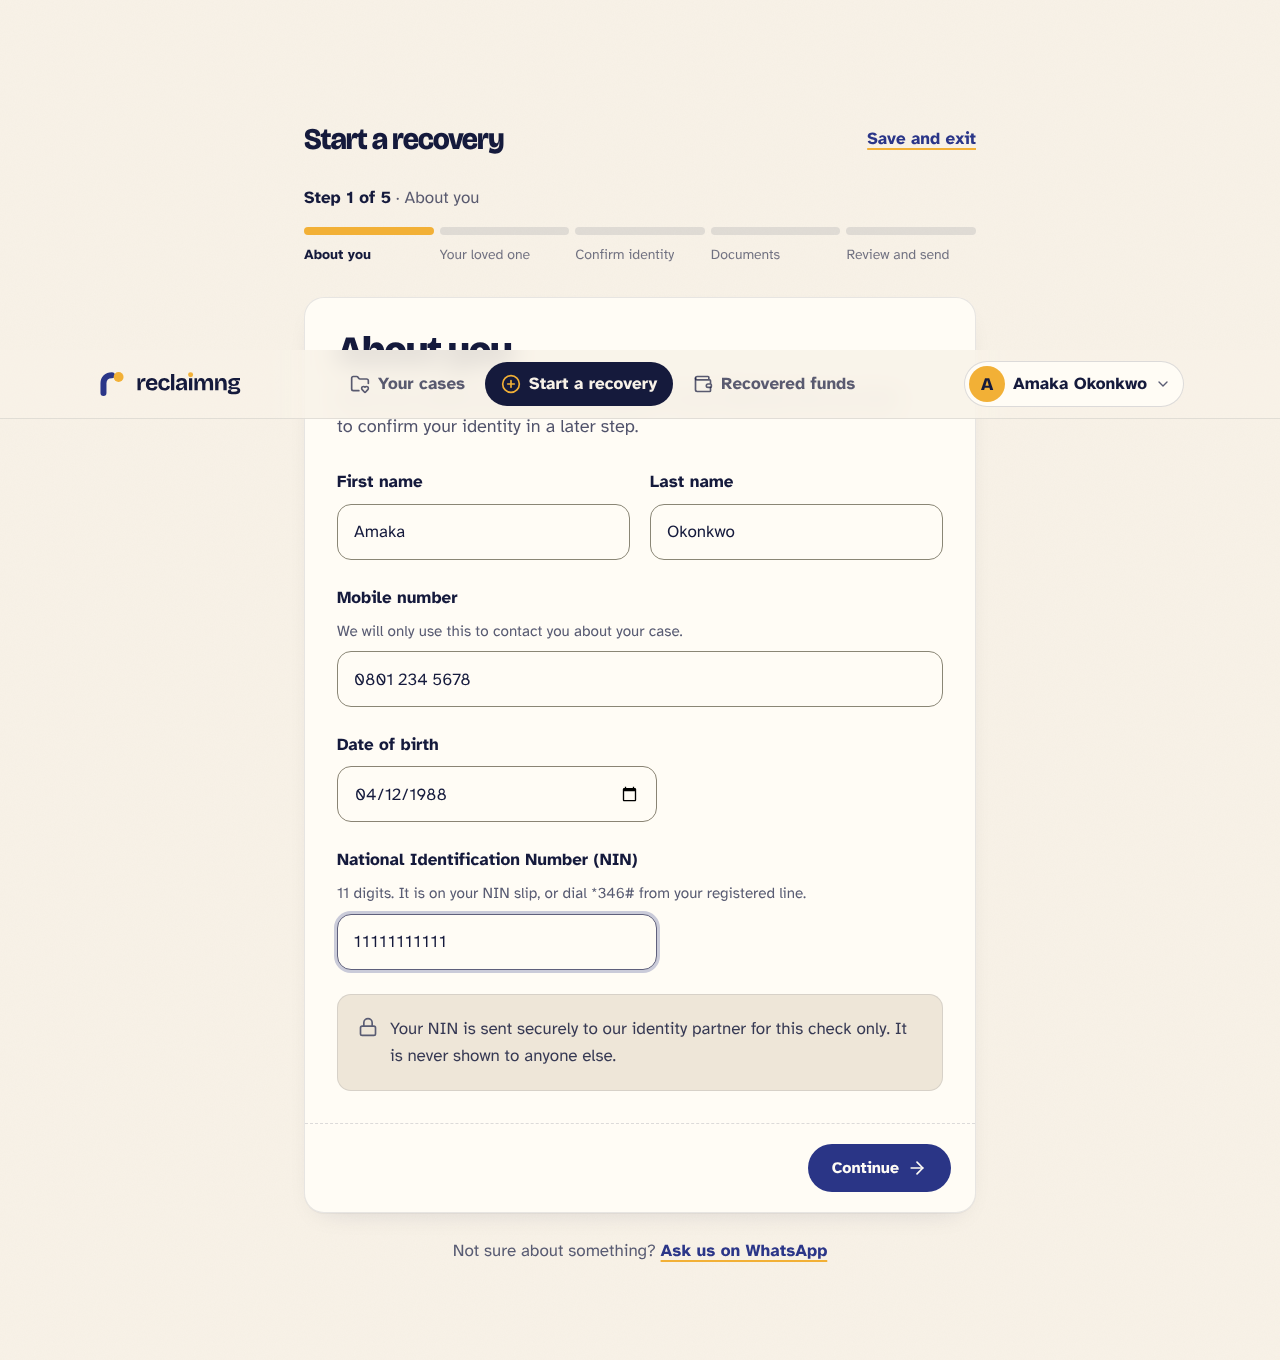 Start a recovery
Save and exit
Step 1 of 5 · About you
About you
Your loved one
Confirm identity
Documents
Review and send
About you
reclaimng
Your cases
Start a recovery
Recovered funds
A
Amaka Okonkwo
to confirm your identity in a later step.
First name
Last name
Amaka
Okonkwo
Mobile number
We will only use this to contact you about your case.
0801 234 5678
Date of birth
04/12/1988
National Identification Number (NIN)
11 digits. It is on your NIN slip, or dial *346# from your registered line.
11111111111
Your NIN is sent securely to our identity partner for this check only. It
is never shown to anyone else.
Continue
Not sure about something? Ask us on WhatsApp